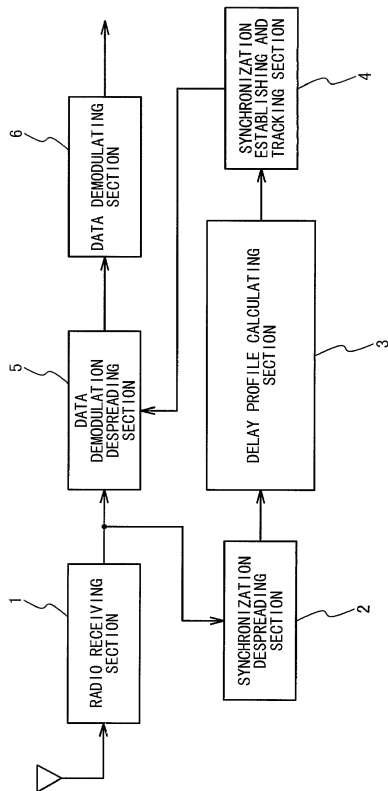 1
RADIO RECEIVING
SECTION
5
DATA
DEMODULATION
DESPREADING
SECTION
6
DATA DEMODULATING
SECTION
SYNCHRONIZATION
DESPREADING
SECTION
2
DELAY PROFILE CALCULATING
SECTION
3
SYNCHRONIZATION
ESTABLISHING AND
TRACKING SECTION
4